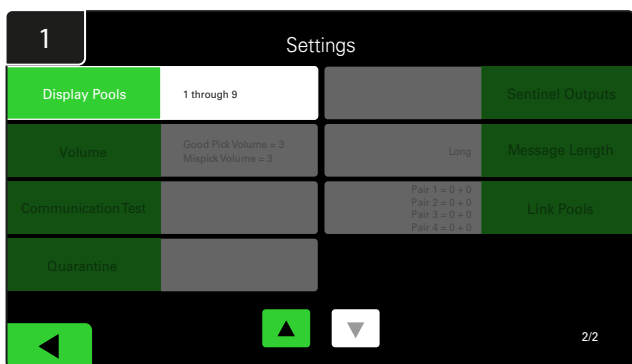 1
Settings
Display Pools
1 through 9
Sentinel Outputs
Volume
Good Pick Volume = 3
Mispick Volume = 3
Long
Message Length
Communication Test
Pair 1 = 0 + 0
Pair 2 = 0 + 0
Pair 3 = 0 + 0
Pair 4 = 0 + 0
Link Pools
Quarantine
2/2